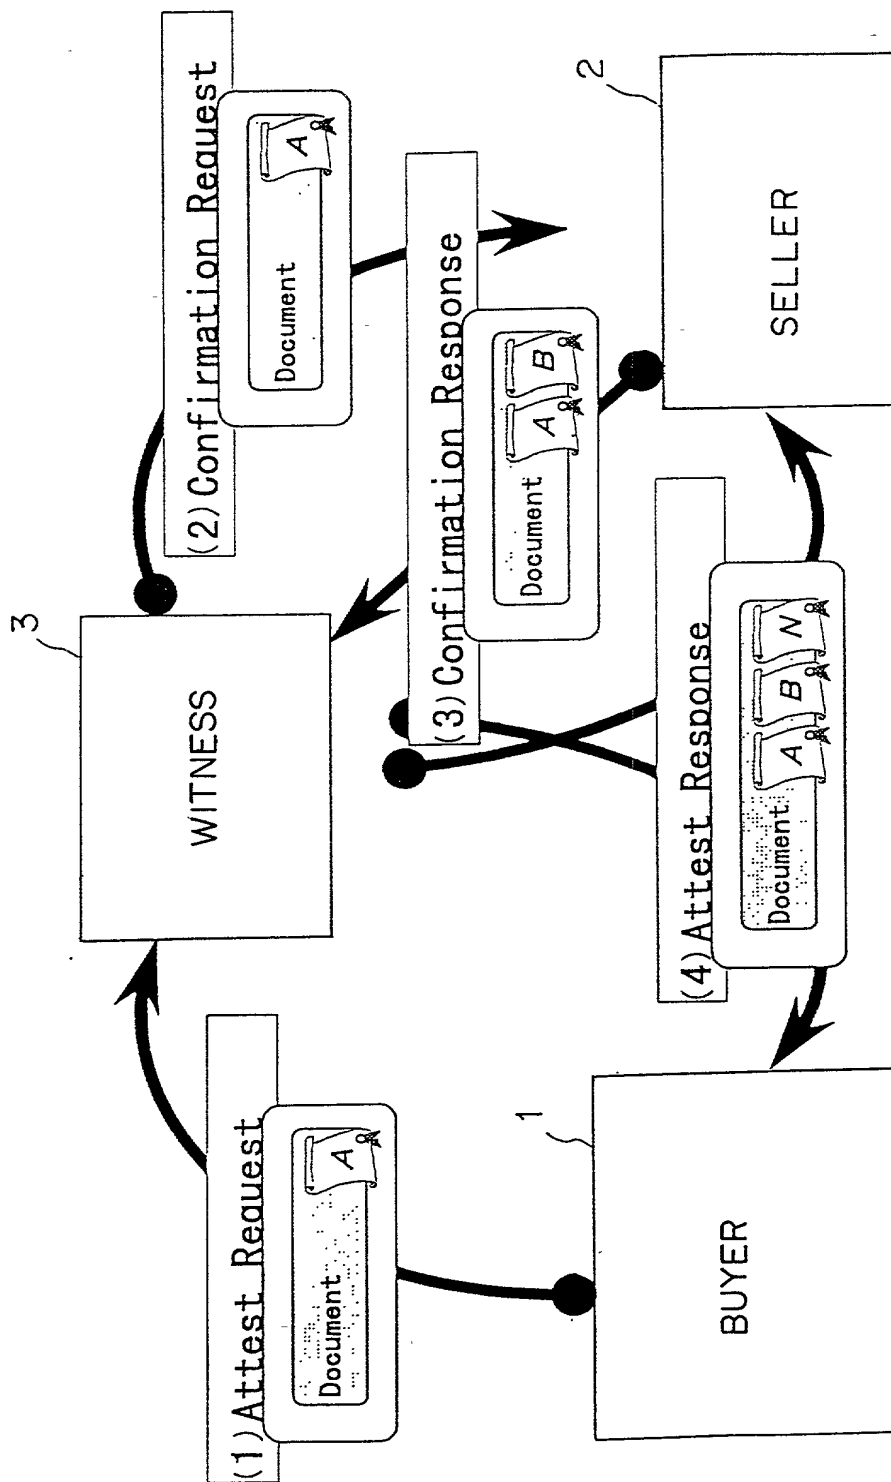 (1)Attest Request
Document
A
1
BUYER
3
WITNESS
(2)Confirmation Request
Document
A
(3)Confirmation Response
Document
A
B
(4)Attest Response
Document
A
B
N
2
SELLER